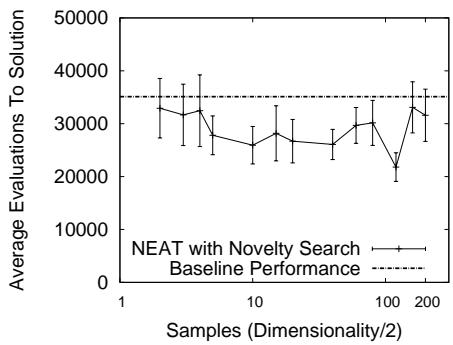 50000
40000
30000
20000
10000
0
Average Evaluations To Solution
NEAT with Novelty Search
Baseline Performance
1 10 100 200
Samples (Dimensionality/2)